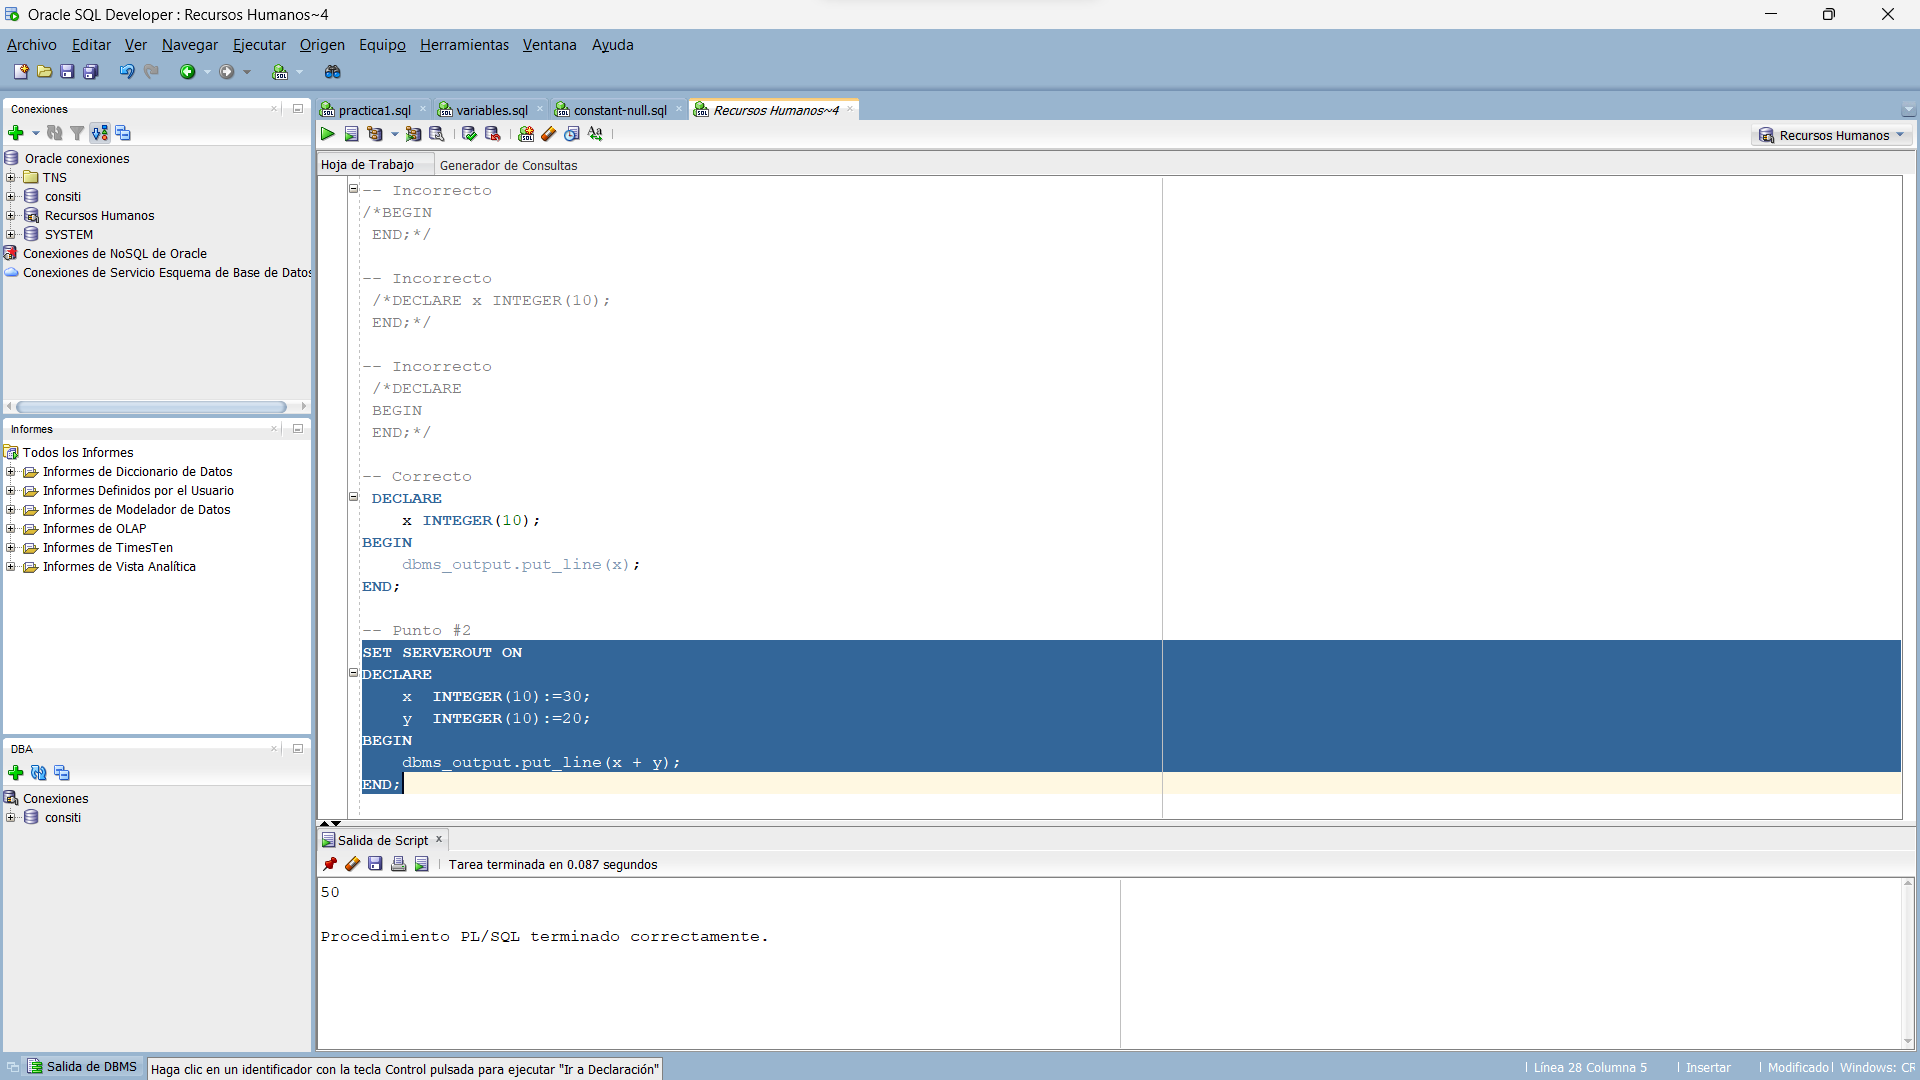 Oracle SQL Developer : Recursos Humanos~4
Archivo Editar Ver Navegar Ejecutar Origen Equipo Herramientas Ventana Ayuda
Conexiones
Oracle conexiones
TNS
consiti
Recursos Humanos
SYSTEM
Conexiones de NoSQL de Oracle
Conexiones de Servicio Esquema de Base de Datos
Informes
Todos los Informes
Informes de Diccionario de Datos
Informes Definidos por el Usuario
Informes de Modelador de Datos
Informes de OLAP
Informes de TimesTen
Informes de Vista Analítica
DBA
Conexiones
consiti
practica1.sql variables.sql constant-null.sql Recursos Humanos~4
Recursos Humanos
Hoja de Trabajo Generador de Consultas
-- Incorrecto
/*BEGIN
END;*/
-- Incorrecto
/*DECLARE x INTEGER(10);
END;*/
-- Incorrecto
/*DECLARE
BEGIN
END;*/
-- Correcto
DECLARE
x INTEGER(10);
BEGIN
dbms_output.put_line(x);
END;
-- Punto #2
SET SERVEROUT ON
DECLARE
x INTEGER(10):=30;
y INTEGER(10):=20;
BEGIN
dbms_output.put_line(x + y);
END;
Salida de Script
Tarea terminada en 0.087 segundos
50
Procedimiento PL/SQL terminado correctamente.
Salida de DBMS
Haga clic en un identificador con la tecla Control pulsada para ejecutar "Ir a Declaración"
Línea 28 Columna 5 Insertar Modificado Windows: CR